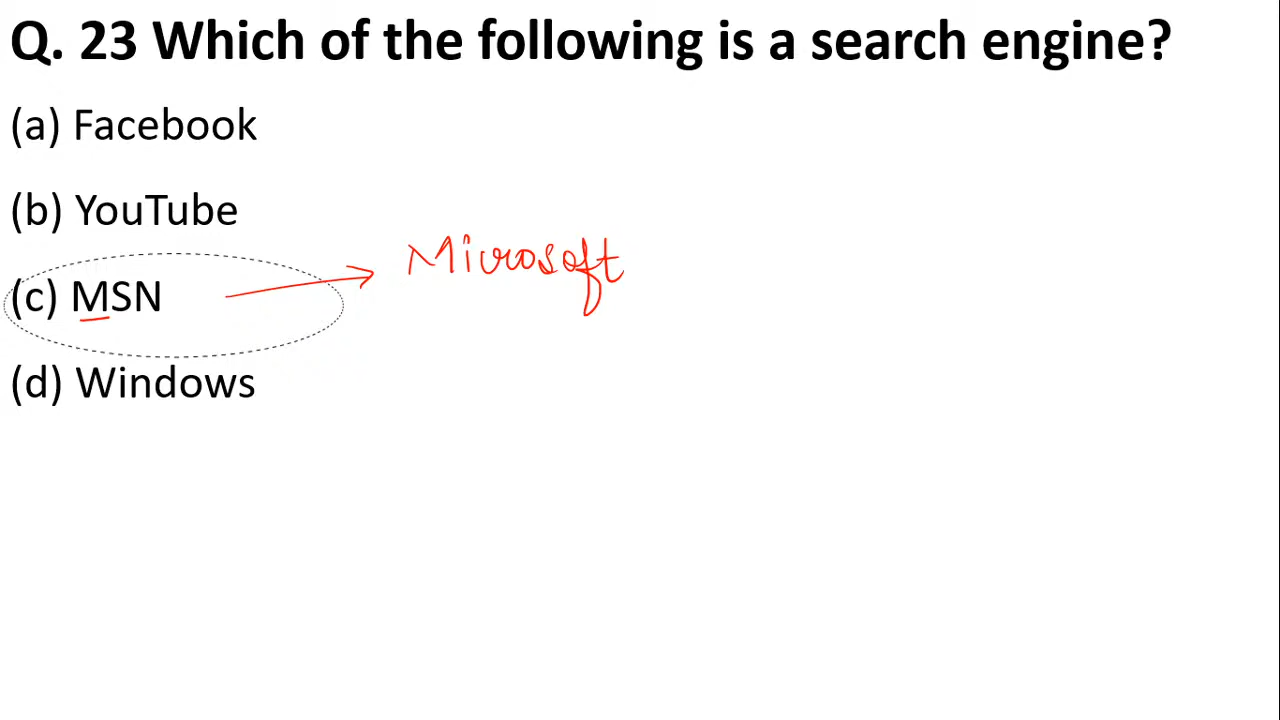 Q. 23 Which of the following is a search engine?
(a) Facebook
(b) YouTube
(c) MSN
Microsoft
(d) Windows